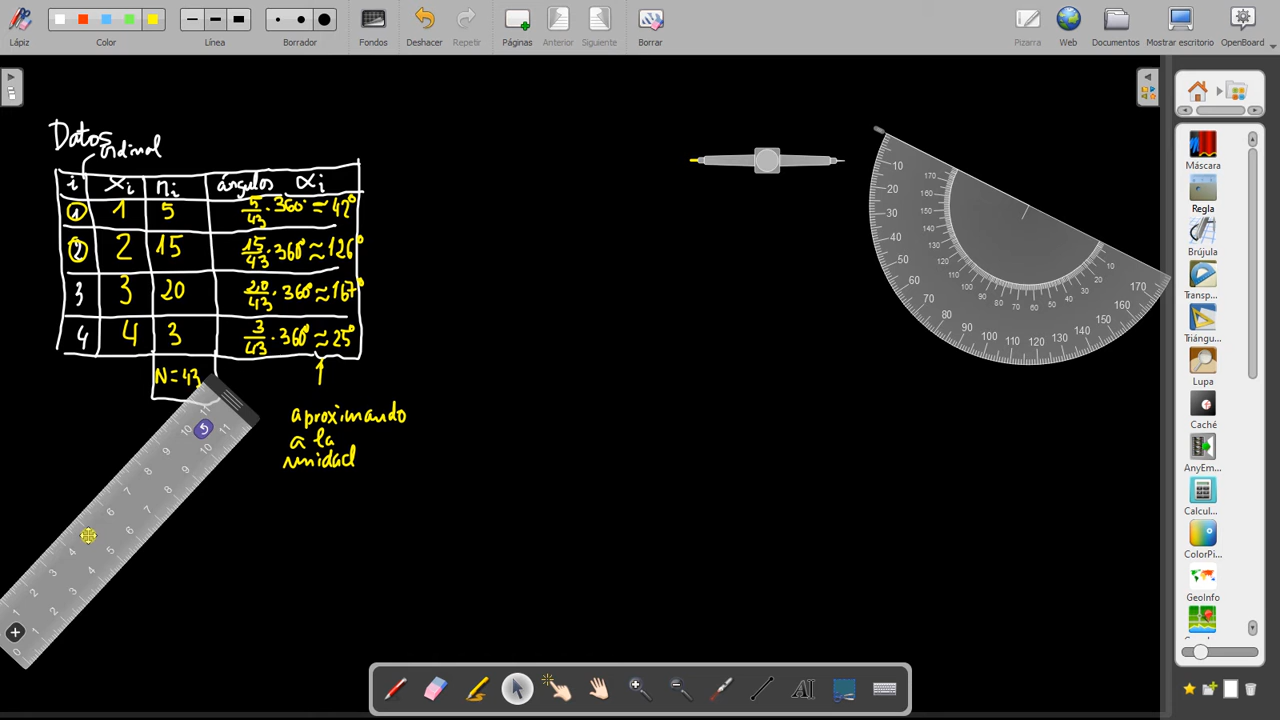 Lápiz
Color
Línea
Borrador
Fondos
Deshacer
Repetir
Páginas
Anterior
Siguiente
Borrar
Pizarra
Web
Documentos
Mostrar escritorio
OpenBoard
Datos
ordinal
i xi ni ángulos αi
1 1 5 5/43 · 360° ≈ 42°
2 2 15 15/43 · 360° ≈ 126°
3 3 20 20/43 · 360° ≈ 167°
4 4 3 3/43 · 360° ≈ 25°
N = 43
aproximando
a la
unidad
Máscara
Regla
Brújula
Transp...
Triángu...
Lupa
Caché
AnyEm...
Calcul...
ColorPi...
GeoInfo